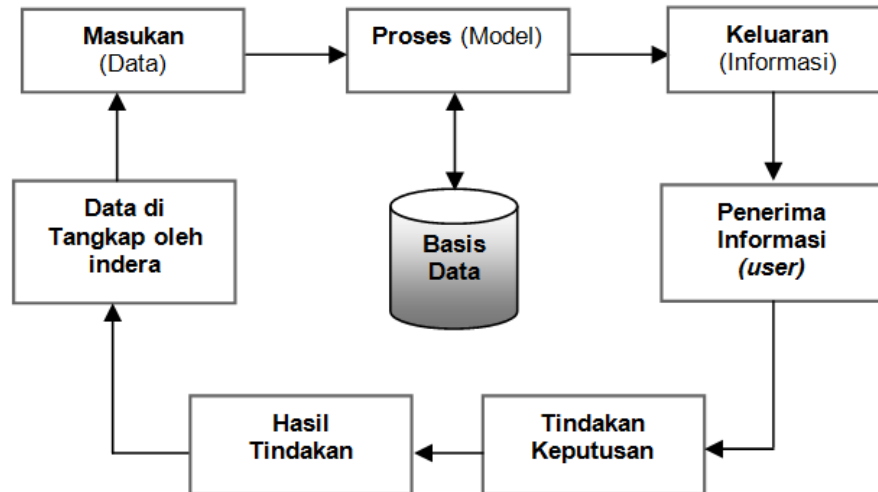 Masukan
(Data)
Proses (Model)
Keluaran
(Informasi)
Data di
Tangkap oleh
indera
Basis
Data
Penerima
Informasi
(user)
Hasil
Tindakan
Tindakan
Keputusan